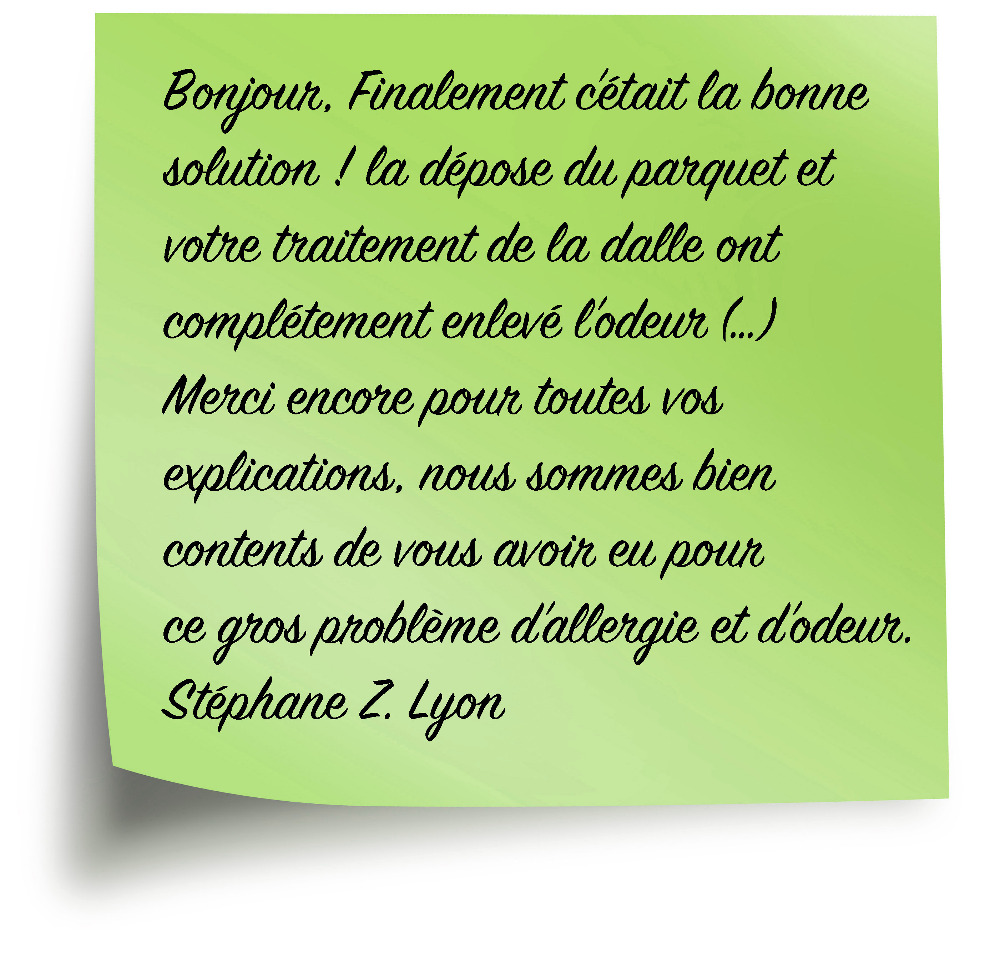 Bonjour, Finalement c'était la bonne
solution ! la dépose du parquet et
votre traitement de la dalle ont
complétement enlevé l'odeur (...)
Merci encore pour toutes vos
explications, nous sommes bien
contents de vous avoir eu pour
ce gros problème d'allergie et d'odeur.
Stéphane Z. Lyon